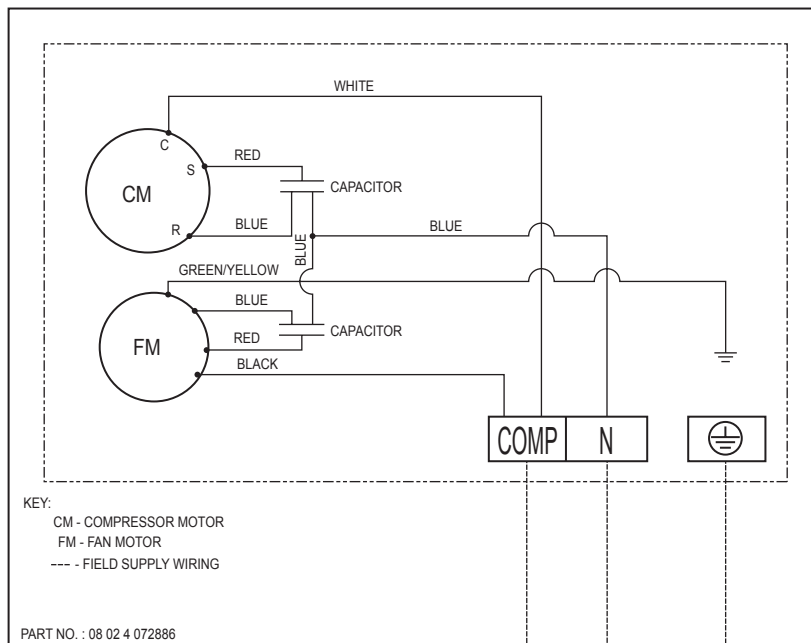 WHITE
C
RED
S
CM
CAPACITOR
R
BLUE
BLUE
BLUE
GREEN/YELLOW
BLUE
FM
CAPACITOR
RED
BLACK
COMP
N
KEY:
CM - COMPRESSOR MOTOR
FM - FAN MOTOR
--- - FIELD SUPPLY WIRING
PART NO. : 08 02 4 072886